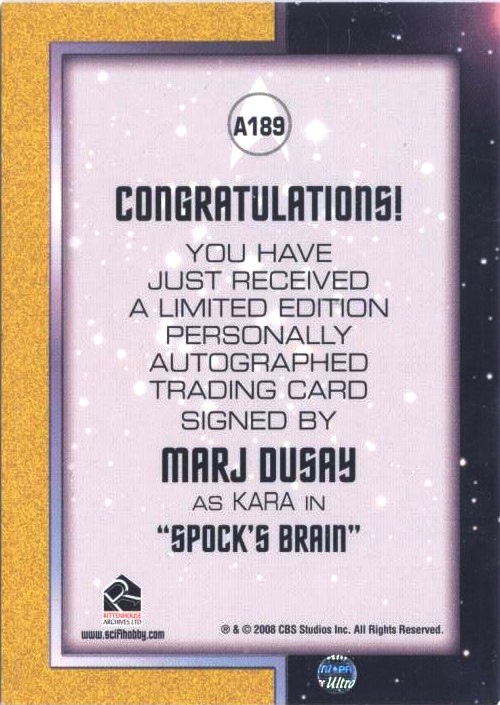 A189
CONGRATULATIONS!
YOU HAVE
JUST RECEIVED
A LIMITED EDITION
PERSONALLY
AUTOGRAPHED
TRADING CARD
SIGNED BY
MARJ DUSAY
AS KARA IN
"SPOCK'S BRAIN"
RITTENHOUSE
ARCHIVES LTD
www.scifihobby.com
® & © 2008 CBS Studios Inc. All Rights Reserved.
Ultra